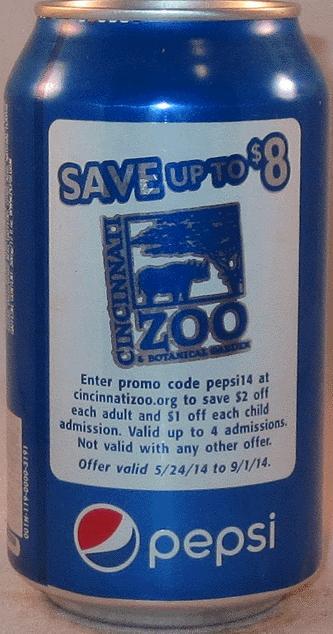 SAVE UP TO $8
CINCINNATI
ZOO
& BOTANICAL GARDEN
Enter promo code pepsi14 at
cincinnatizoo.org to save $2 off
each adult and $1 off each child
admission. Valid up to 4 admissions.
Not valid with any other offer.
Offer valid 5/24/14 to 9/1/14.
pepsi